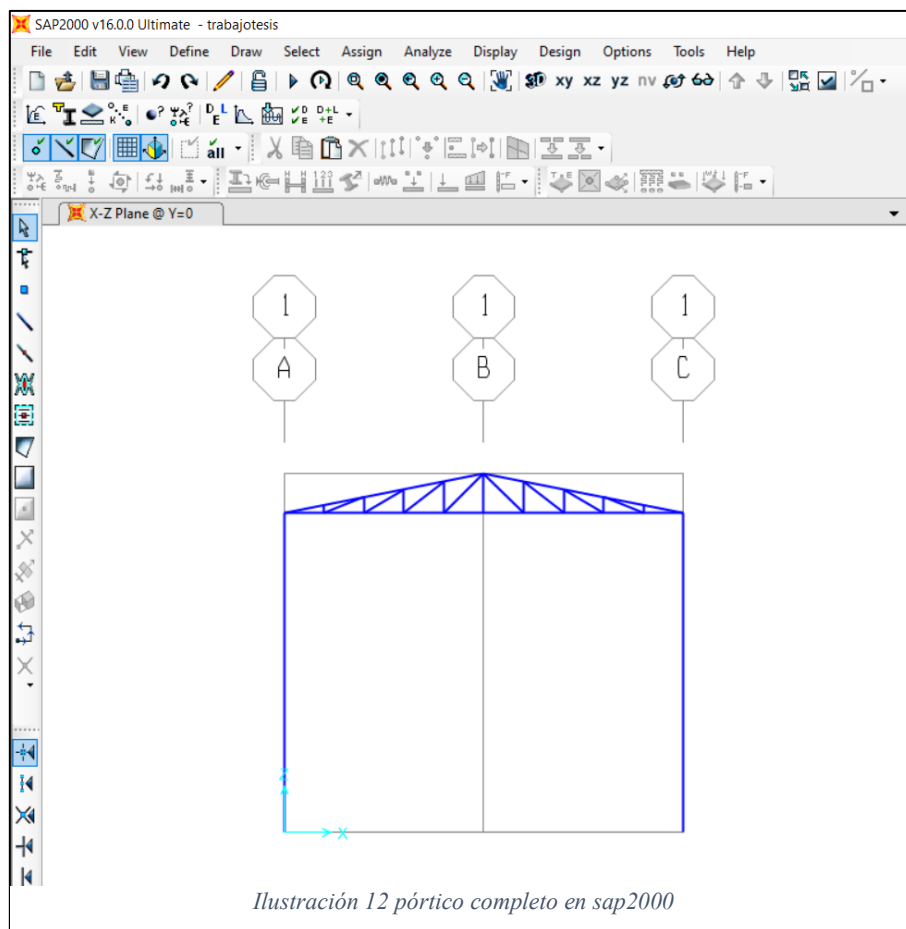 SAP2000 v16.0.0 Ultimate - trabajotesis
File Edit View Define Draw Select Assign Analyze Display Design Options Tools Help
3D xy xz yz nv
all
X-Z Plane @ Y=0
1 1 1
A B C
Z
X
Ilustración 12 pórtico completo en sap2000